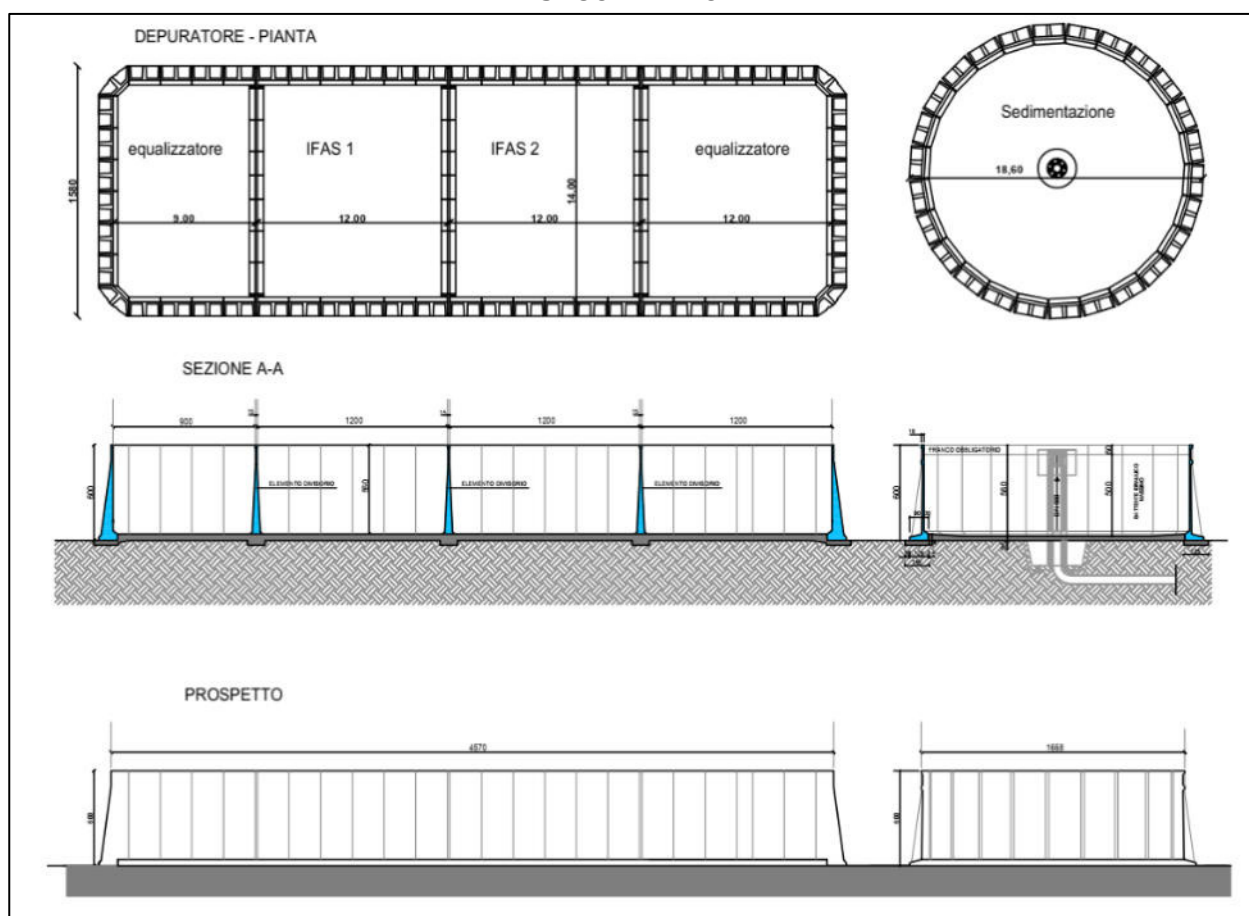 DEPURATORE - PIANTA
equalizzatore
IFAS 1
IFAS 2
equalizzatore
Sedimentazione
1580
9.00
12.00
12.00
14.00
12.00
18,60
SEZIONE A-A
900
1200
1200
1200
600
ELEMENTO DIVISORIO
ELEMENTO DIVISORIO
ELEMENTO DIVISORIO
FRANCO OBBLIGATORIO
600
500
PROSPETTO
4570
1668